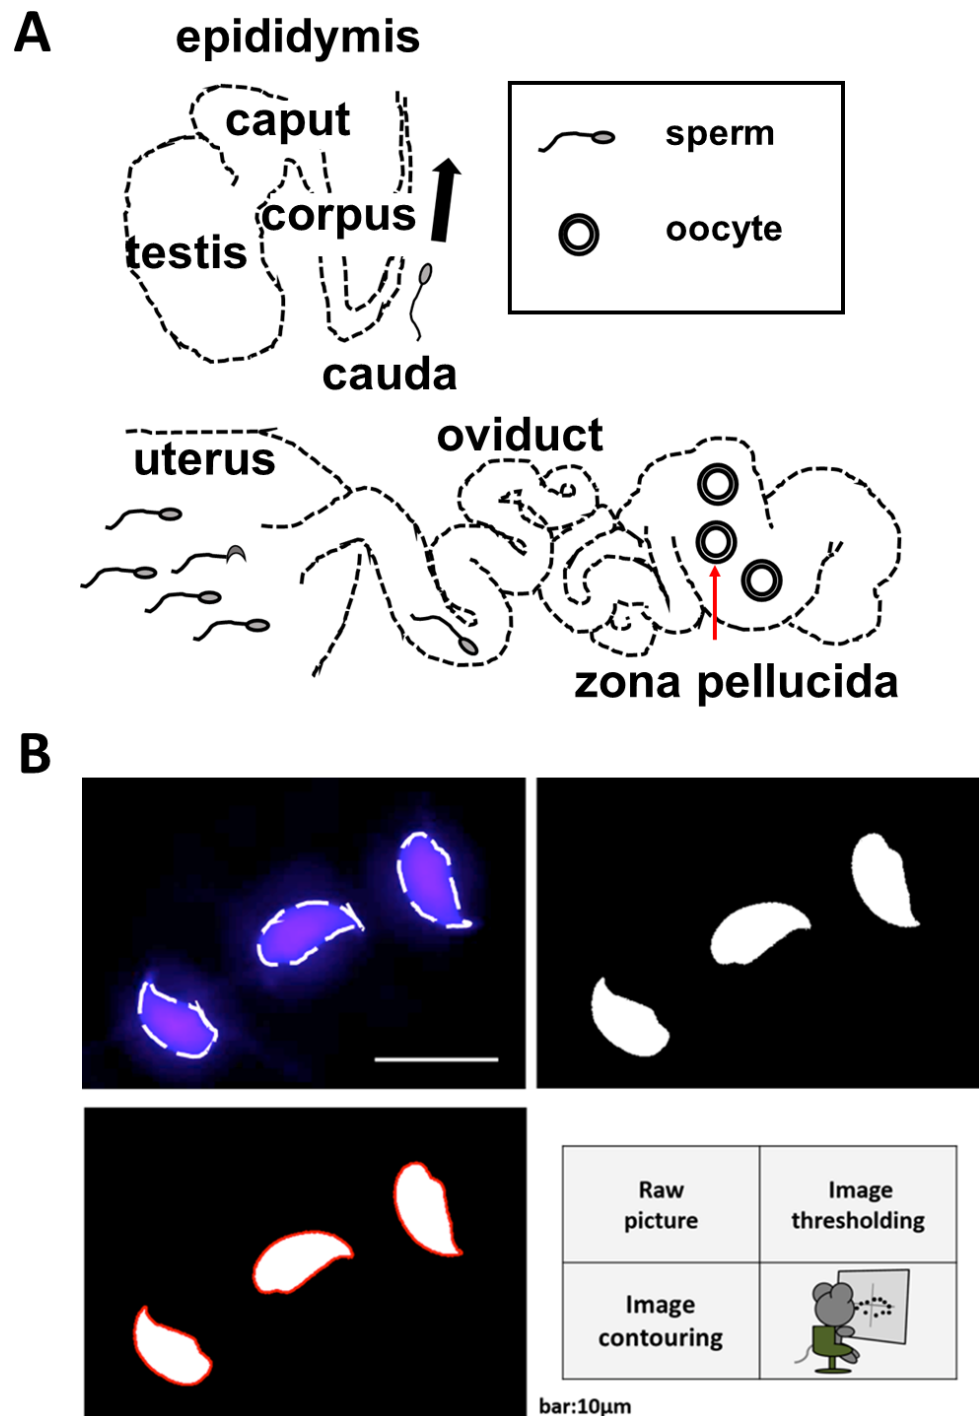 A
epididymis
caput
corpus
testis
cauda
sperm
oocyte
uterus
oviduct
zona pellucida
B
Raw
picture
Image
thresholding
Image
contouring
bar:10μm